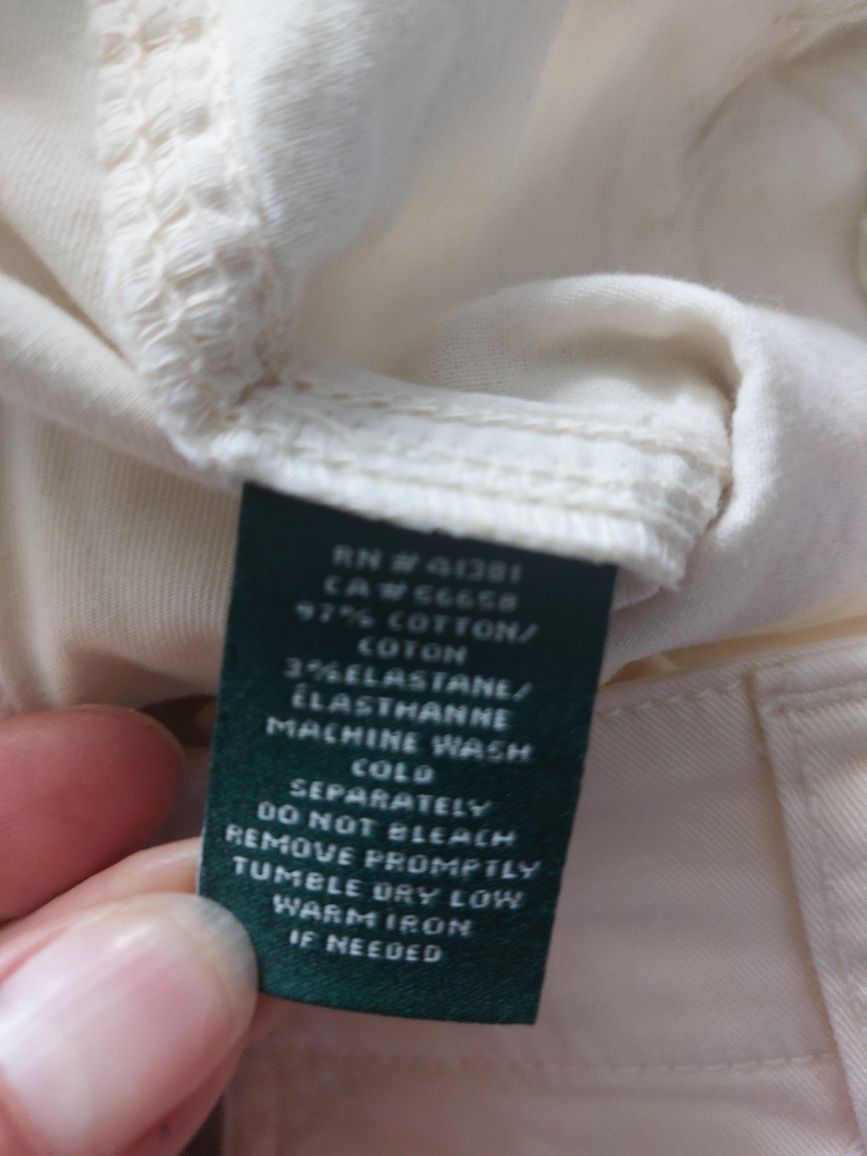 RN # 41381
CA # 56658
97% COTTON/
COTON
3%ELASTANE/
ÉLASTHANNE
MACHINE WASH
COLD
SEPARATELY
DO NOT BLEACH
REMOVE PROMPTLY
TUMBLE DRY LOW
WARM IRON
IF NEEDED